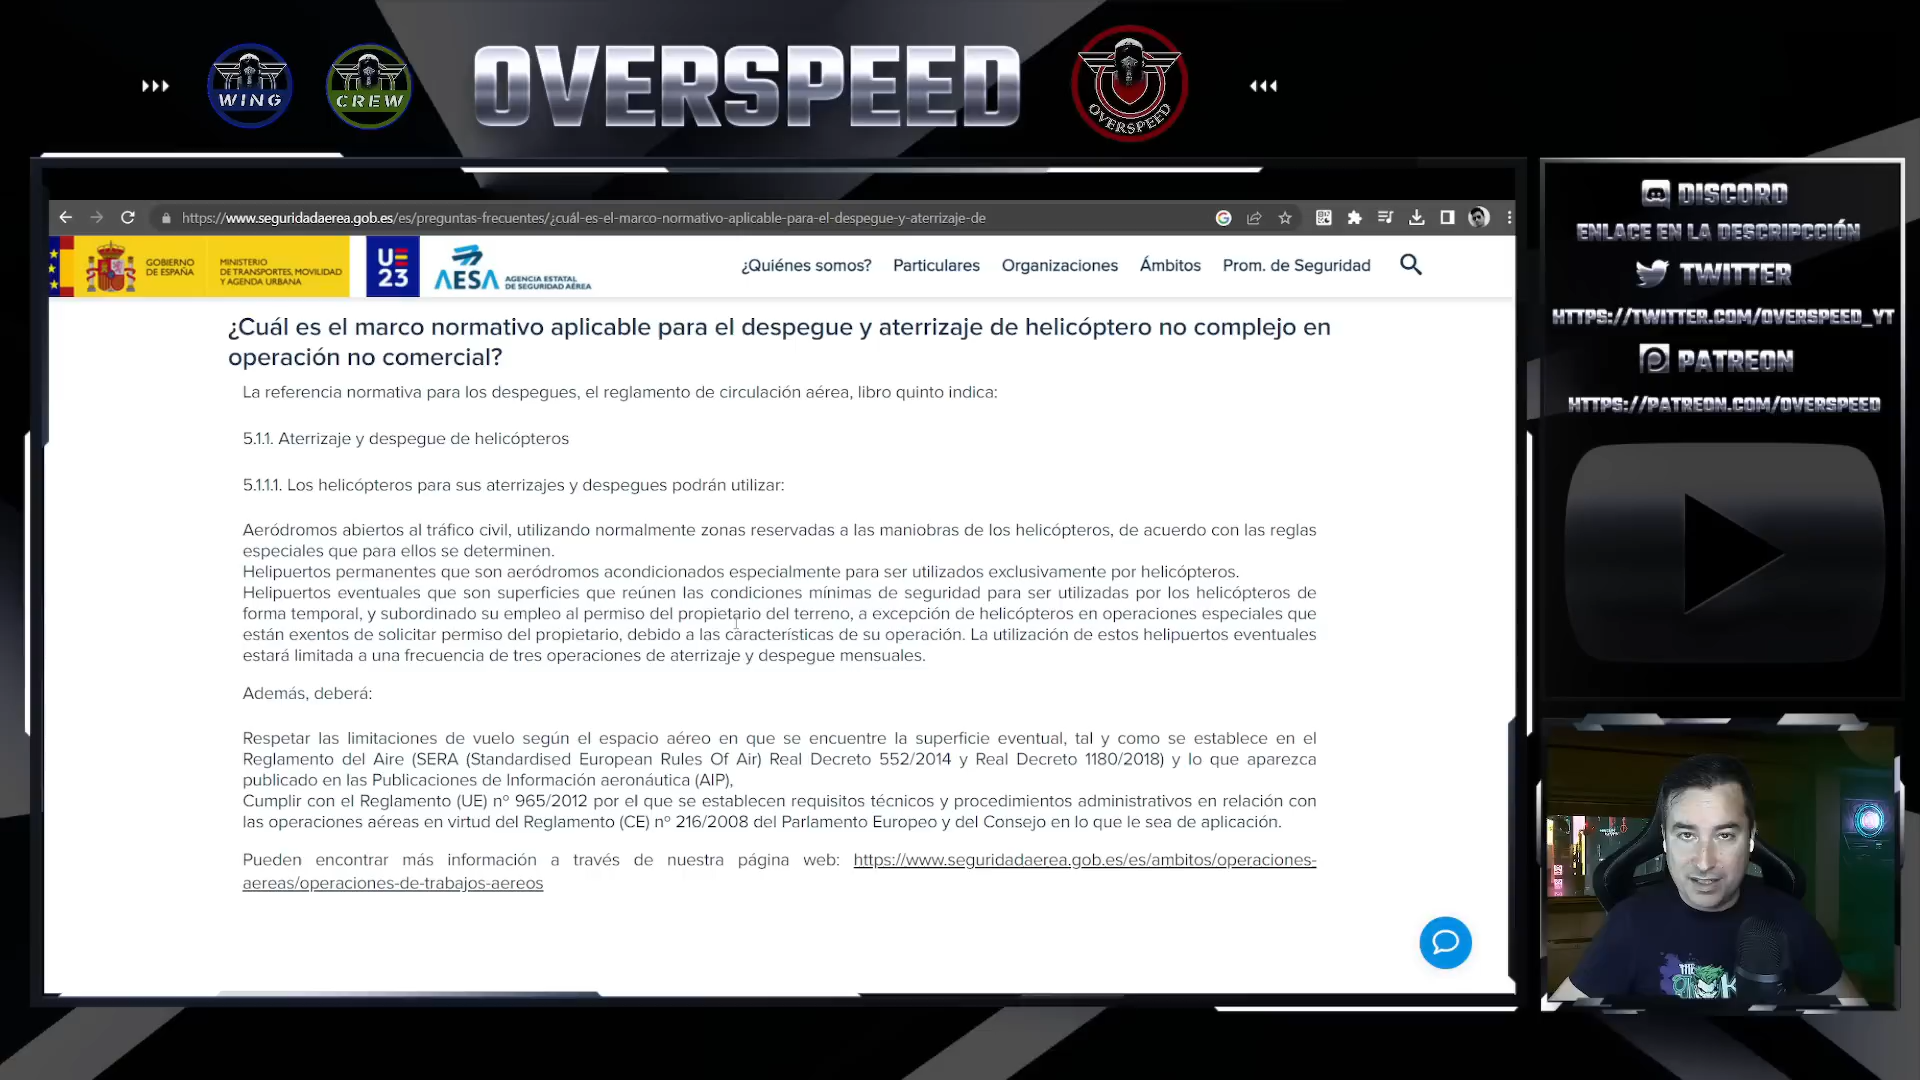 WING
CREW
OVERSPEED
OVERSPEED
https://www.seguridadaerea.gob.es/es/preguntas-frecuentes/¿cuál-es-el-marco-normativo-aplicable-para-el-despegue-y-aterrizaje-de
GOBIERNO
DE ESPAÑA
MINISTERIO
DE TRANSPORTES, MOVILIDAD
Y AGENDA URBANA
UE
23
AESA
AGENCIA ESTATAL
DE SEGURIDAD AÉREA
¿Quiénes somos?
Particulares
Organizaciones
Ámbitos
Prom. de Seguridad
¿Cuál es el marco normativo aplicable para el despegue y aterrizaje de helicóptero no complejo en
operación no comercial?
La referencia normativa para los despegues, el reglamento de circulación aérea, libro quinto indica:
5.1.1. Aterrizaje y despegue de helicópteros
5.1.1.1. Los helicópteros para sus aterrizajes y despegues podrán utilizar:
Aeródromos abiertos al tráfico civil, utilizando normalmente zonas reservadas a las maniobras de los helicópteros, de acuerdo con las reglas
especiales que para ellos se determinen.
Helipuertos permanentes que son aeródromos acondicionados especialmente para ser utilizados exclusivamente por helicópteros.
Helipuertos eventuales que son superficies que reúnen las condiciones mínimas de seguridad para ser utilizadas por los helicópteros de
forma temporal, y subordinado su empleo al permiso del propietario del terreno, a excepción de helicópteros en operaciones especiales que
están exentos de solicitar permiso del propietario, debido a las características de su operación. La utilización de estos helipuertos eventuales
estará limitada a una frecuencia de tres operaciones de aterrizaje y despegue mensuales.
Además, deberá:
Respetar las limitaciones de vuelo según el espacio aéreo en que se encuentre la superficie eventual, tal y como se establece en el
Reglamento del Aire (SERA (Standardised European Rules Of Air) Real Decreto 552/2014 y Real Decreto 1180/2018) y lo que aparezca
publicado en las Publicaciones de Información aeronáutica (AIP),
Cumplir con el Reglamento (UE) nº 965/2012 por el que se establecen requisitos técnicos y procedimientos administrativos en relación con
las operaciones aéreas en virtud del Reglamento (CE) nº 216/2008 del Parlamento Europeo y del Consejo en lo que le sea de aplicación.
Pueden encontrar más información a través de nuestra página web: https://www.seguridadaerea.gob.es/es/ambitos/operaciones-
aereas/operaciones-de-trabajos-aereos
DISCORD
ENLACE EN LA DESCRIPCCIÓN
TWITTER
HTTPS://TWITTER.COM/OVERSPEED_YT
PATREON
HTTPS://PATREON.COM/OVERSPEED
THE